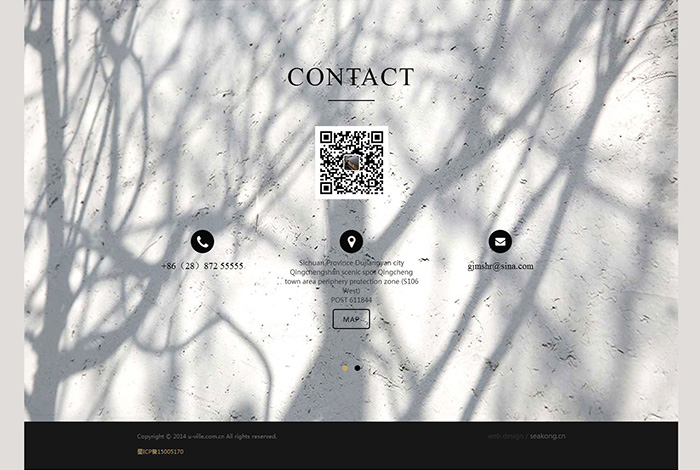 CONTACT
+86（28）872 55555
Sichuan Province Dujiangyan city
Qingchengshan scenic spot Qingcheng
town area periphery protection zone (S106
West)
POST 611844
MAP
gjmshr@sina.com
Copyright © 2014 u-ville.com.cn All rights reserved.
web design / seakong.cn
蜀ICP备15005170